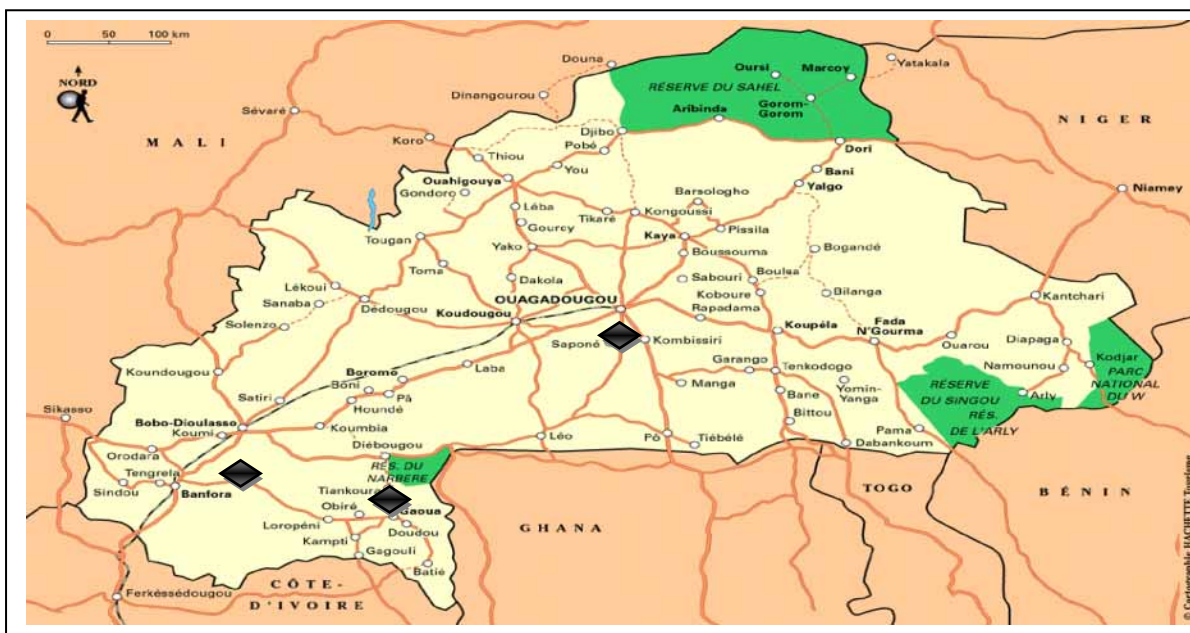 0 50 100 km
NORD
MALI
NIGER
BÉNIN
TOGO
GHANA
CÔTE-
D'IVOIRE
Douna
Dinangourou
Sévaré
Koro
Thiou
Djibo
Pobé
You
Oursi
Marcoy
Yatakala
RÉSERVE DU SAHEL
Gorom-
Gorom
Aribinda
Dori
Bani
Yalgo
Niamey
Ouahigouya
Gondoro
Barsologho
Léba
Tikaré
Kongoussi
Gourcy
Kaya
Pissila
Tougan
Yako
Boussouma
Bogandé
Toma
Dakola
Sabouri
Boulsa
Lékoui
Koboure
Bilanga
Kantchari
Sanaba
Dédougou
OUAGADOUGOU
Rapadama
Solenzo
Koudougou
Koupéla
Fada
N'Gourma
Ouarou
Diapaga
Saponé
Kombissiri
Kodjar
PARC
NATIONAL
DU W
Namounou
Koundougou
Laba
Garango
Tenkodogo
Boromo
Bôni
Manga
Yomin-
Yanga
RÉSERVE
DU SINGOU
RÉS.
DE L'ARLY
Arly
Satiri
Pâ
Bane
Houndé
Sikasso
Bobo-Dioulasso
Koumi
Koumbia
Bittou
Pama
Orodara
Diébougou
Léo
Pô
Tiébélé
Dabankoum
Tengrela
RÉS. DU
NARBERE
Sindou
Banfora
Tiankoura
Obiré
Gaoua
Loropéni
Doudou
Kampti
Gagouli
Batié
Ferkéssédougou
© Cartographie HACHETTE Tourisme